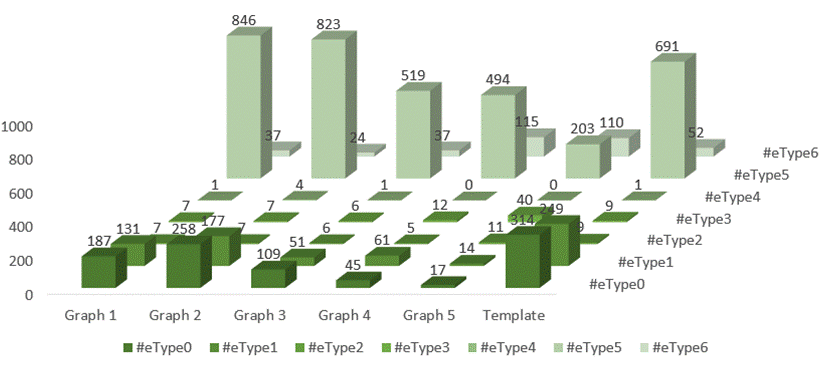 846 823
691
519 494
1000
37 24 37 115 203 110 52
#eType6
800
#eType5
600
1 4 1 0 0 1
#eType4
400
7 7 6 12 40 9
#eType3
200
131 7 177 7 6 5 11 249 9
#eType2
187 258 51 61 14 314
#eType1
0
109 45 17
#eType0
Graph 1 Graph 2 Graph 3 Graph 4 Graph 5 Template
#eType0 #eType1 #eType2 #eType3 #eType4 #eType5 #eType6